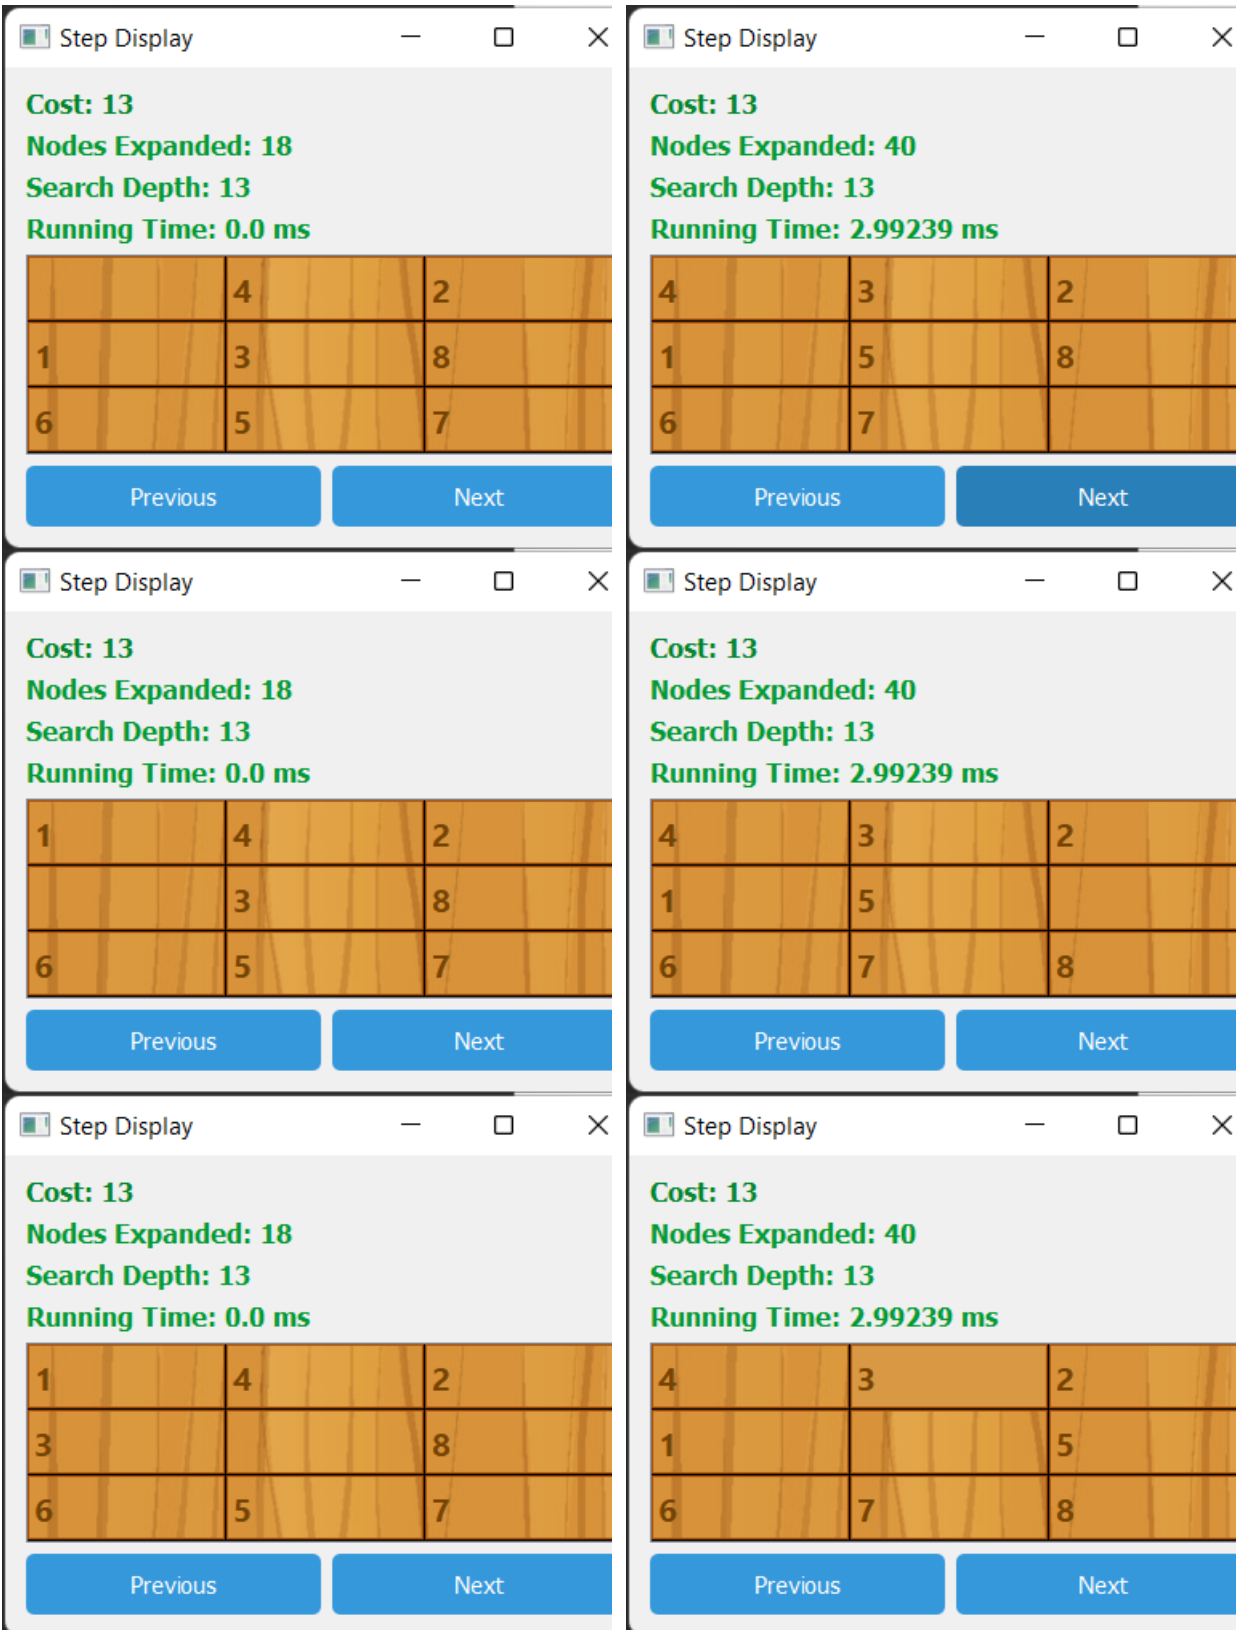 Step Display
Cost: 13
Nodes Expanded: 18
Search Depth: 13
Running Time: 0.0 ms
4 2
1 3 8
6 5 7
Previous Next
Step Display
Cost: 13
Nodes Expanded: 40
Search Depth: 13
Running Time: 2.99239 ms
4 3 2
1 5 8
6 7
Previous Next
Step Display
Cost: 13
Nodes Expanded: 18
Search Depth: 13
Running Time: 0.0 ms
1 4 2
3 8
6 5 7
Previous Next
Step Display
Cost: 13
Nodes Expanded: 40
Search Depth: 13
Running Time: 2.99239 ms
4 3 2
1 5
6 7 8
Previous Next
Step Display
Cost: 13
Nodes Expanded: 18
Search Depth: 13
Running Time: 0.0 ms
1 4 2
3 8
6 5 7
Previous Next
Step Display
Cost: 13
Nodes Expanded: 40
Search Depth: 13
Running Time: 2.99239 ms
4 3 2
1 5
6 7 8
Previous Next